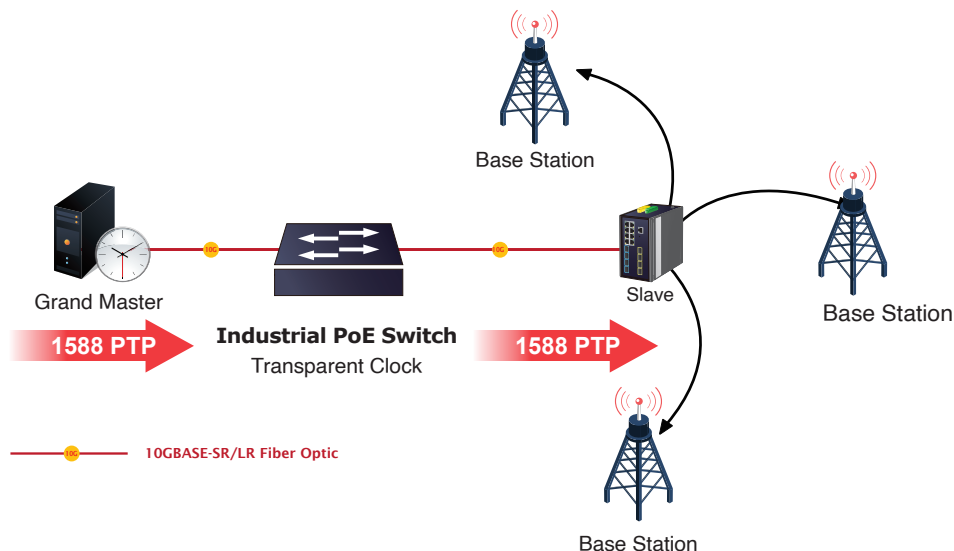 Base Station
10G
10G
Grand Master
Slave
Base Station
1588 PTP
Industrial PoE Switch
Transparent Clock
1588 PTP
10G
10GBASE-SR/LR Fiber Optic
Base Station